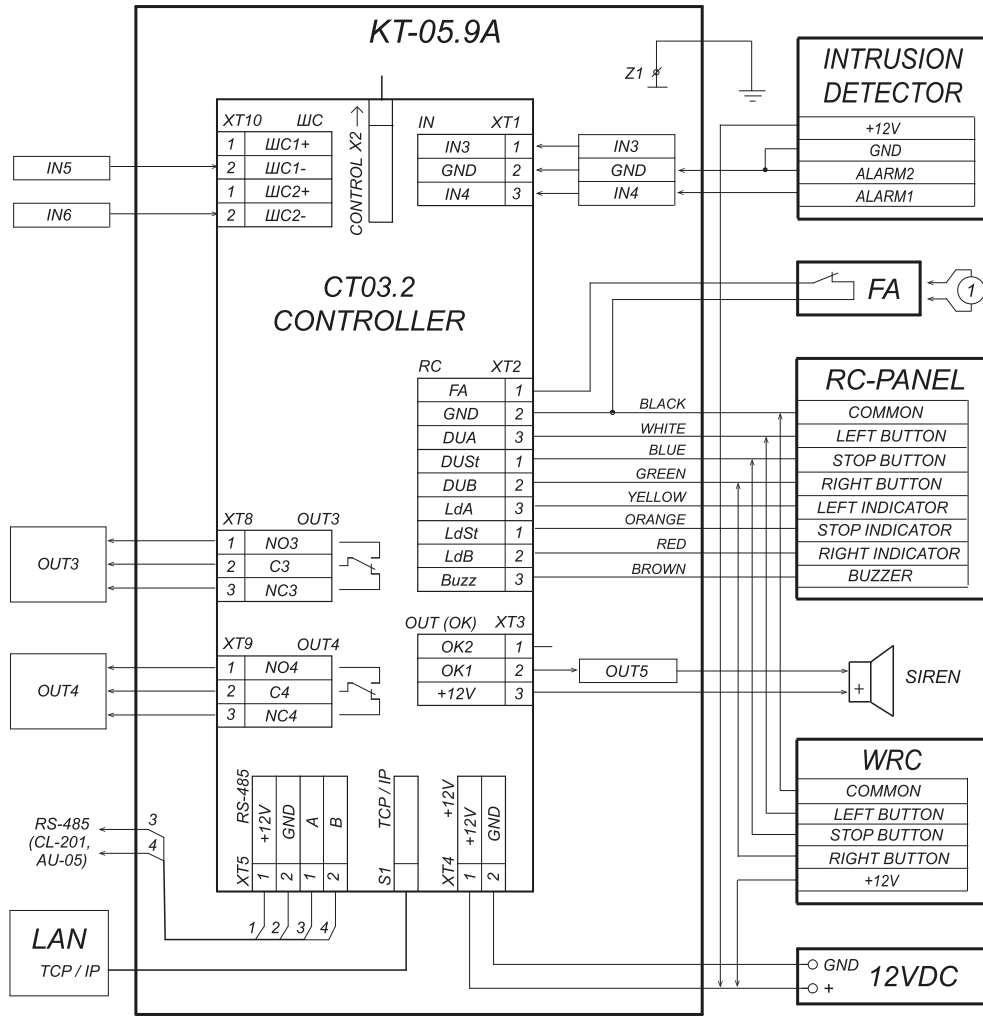 KT-05.9A
Z1
INTRUSION
DETECTOR
+12V
GND
ALARM2
ALARM1
XT10 ШС
1 ШС1+
2 ШС1-
1 ШС2+
2 ШС2-
CONTROL X2
IN XT1
IN3 1
GND 2
IN4 3
IN3
GND
IN4
IN5
IN6
CT03.2
CONTROLLER
FA
1
RC XT2
FA 1
GND 2
DUA 3
DUSt 1
DUB 2
LdA 3
LdSt 1
LdB 2
Buzz 3
BLACK
WHITE
BLUE
GREEN
YELLOW
ORANGE
RED
BROWN
RC-PANEL
COMMON
LEFT BUTTON
STOP BUTTON
RIGHT BUTTON
LEFT INDICATOR
STOP INDICATOR
RIGHT INDICATOR
BUZZER
OUT3
XT8 OUT3
1 NO3
2 C3
3 NC3
OUT4
XT9 OUT4
1 NO4
2 C4
3 NC4
OUT (OK) XT3
OK2 1
OK1 2
+12V 3
OUT5
+
SIREN
WRC
COMMON
LEFT BUTTON
STOP BUTTON
RIGHT BUTTON
+12V
RS-485
(CL-201,
AU-05)
3
4
XT5 RS-485
1 +12V
2 GND
1 A
2 B
S1 TCP / IP
XT4 +12V
1 +12V
2 GND
1 2 3 4
LAN
TCP / IP
GND
+
12VDC